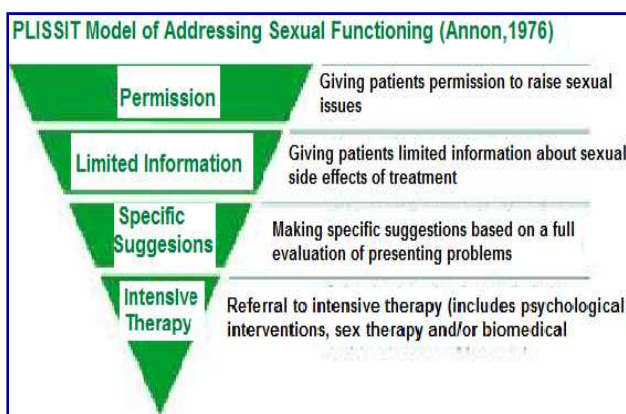 PLISSIT Model of Addressing Sexual Functioning (Annon,1976)
Permission
Giving patients permission to raise sexual
issues
Limited Information
Giving patients limited information about sexual
side effects of treatment
Specific
Suggesions
Making specific suggestions based on a full
evaluation of presenting problems
Intensive
Therapy
Referral to intensive therapy (includes psychological
interventions, sex therapy and/or biomedical